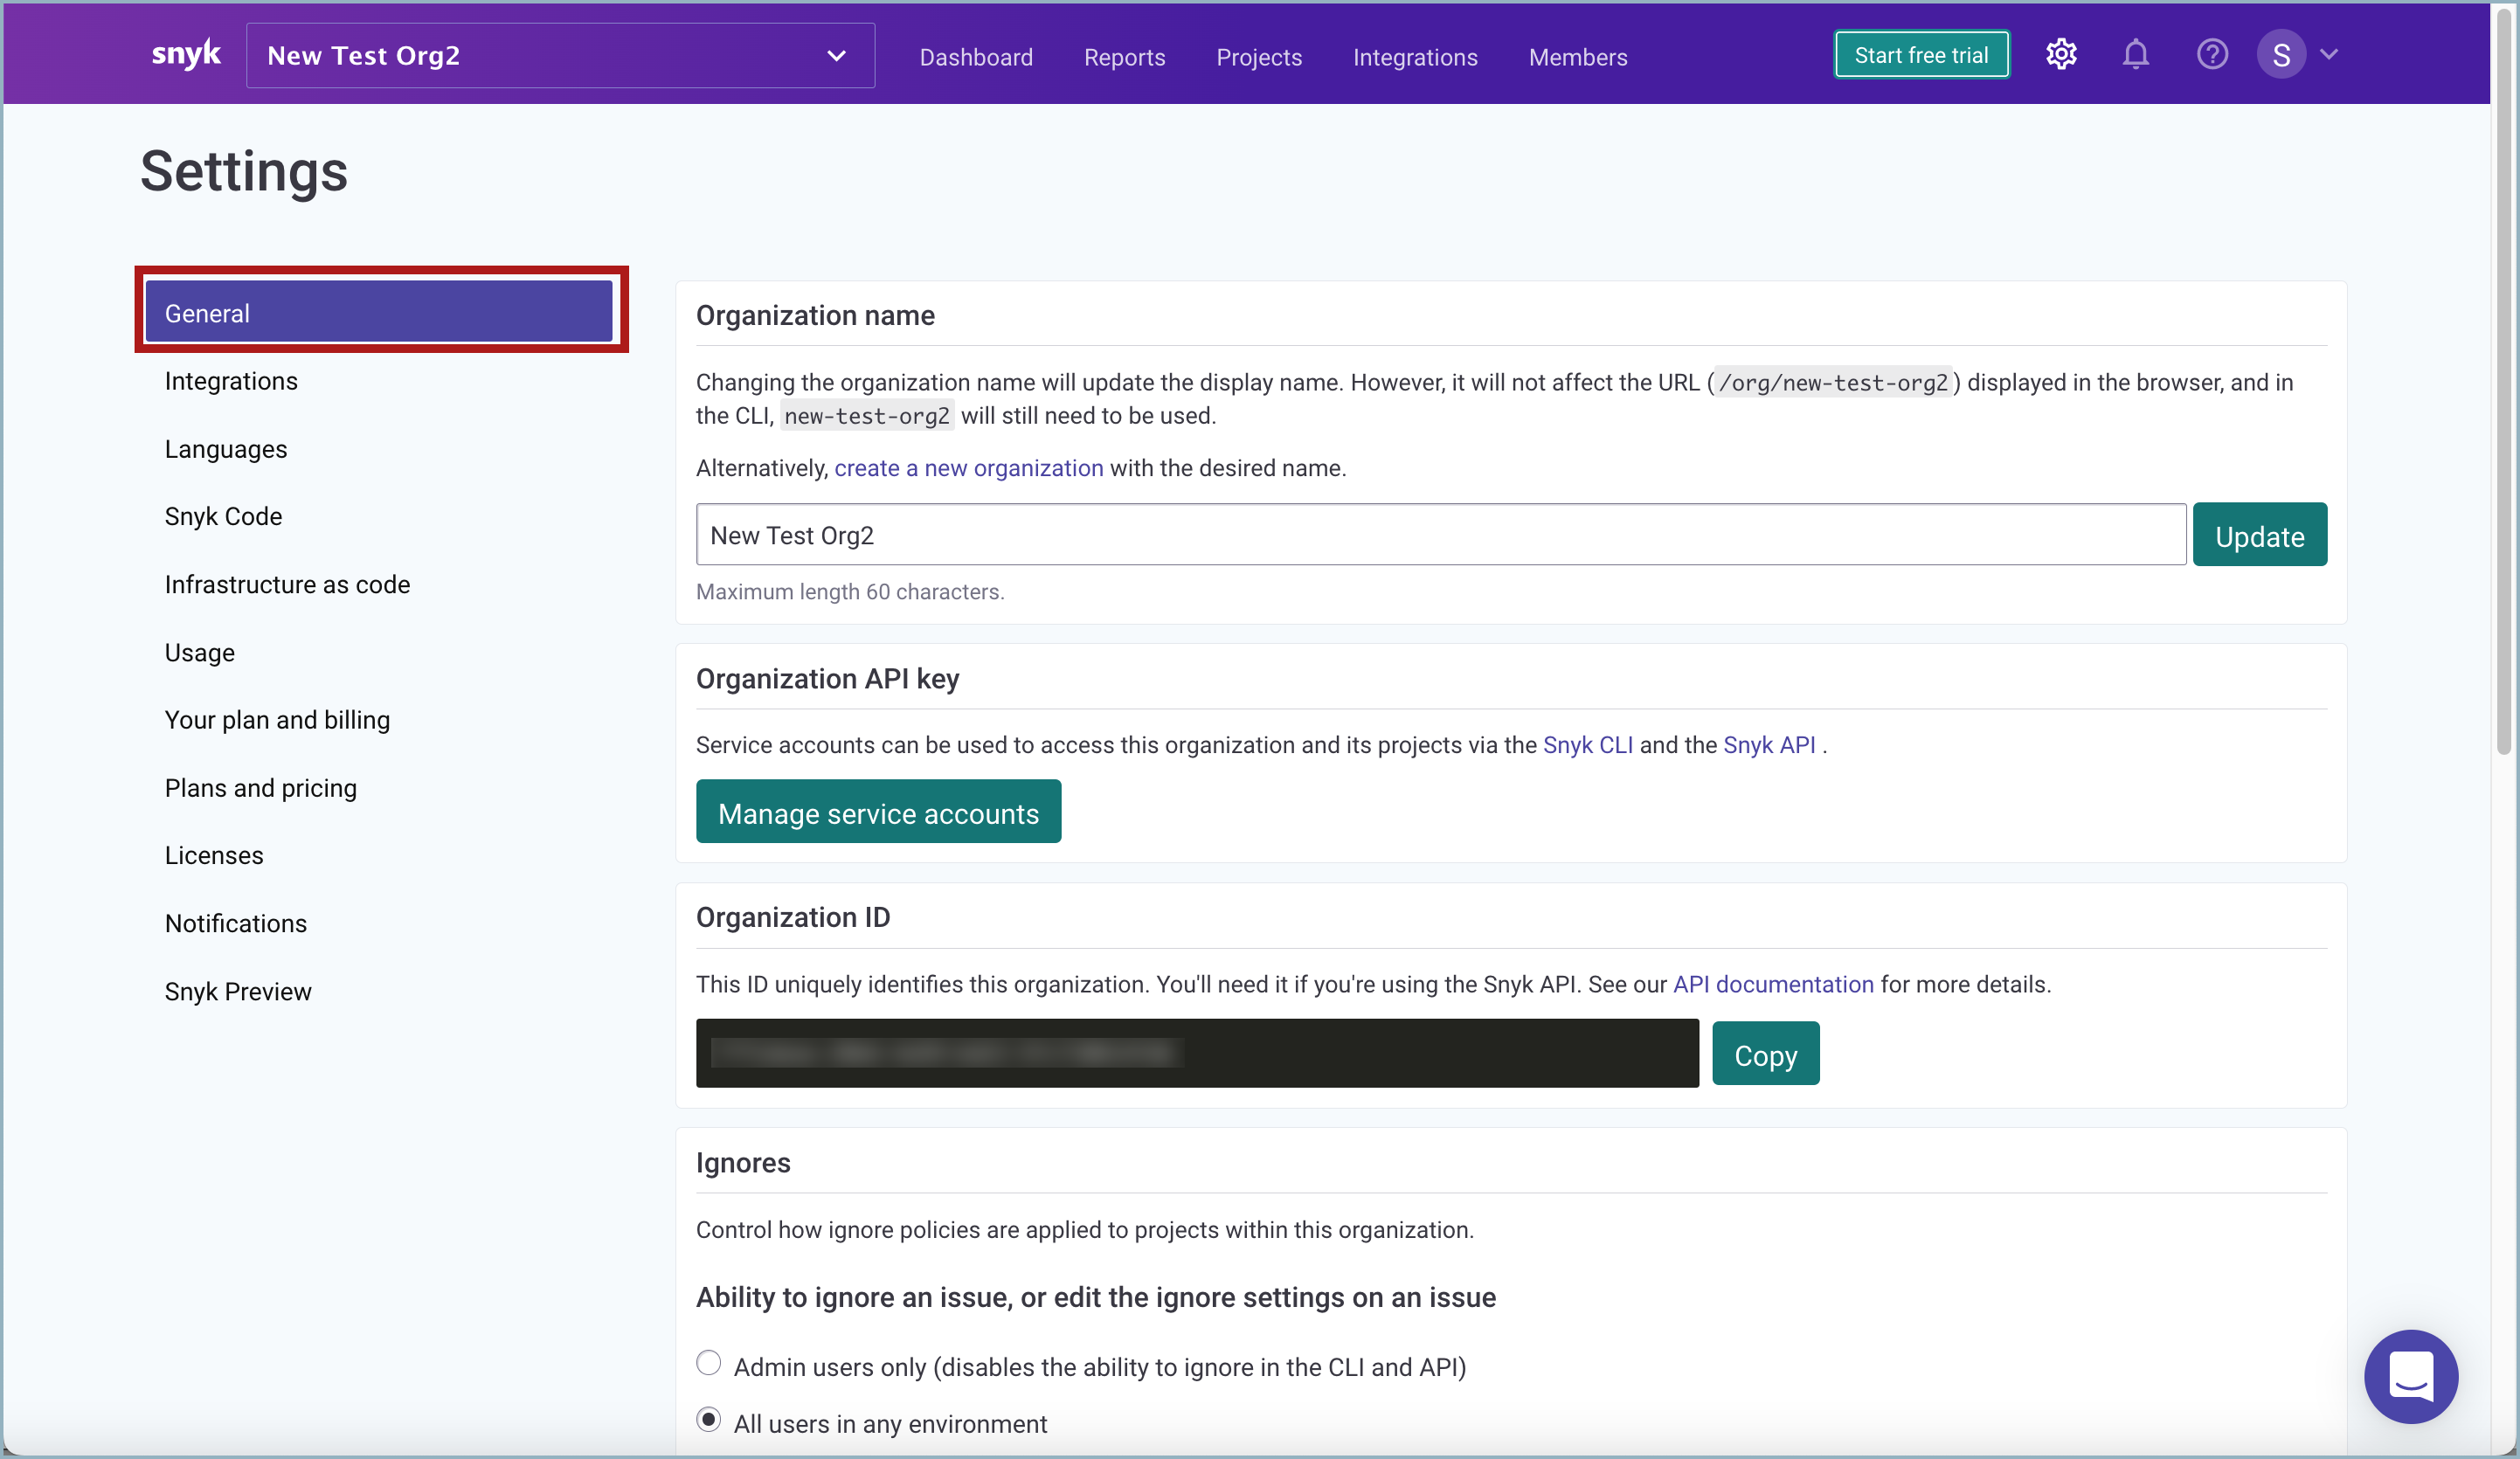 snyk
New Test Org2
Dashboard
Reports
Projects
Integrations
Members
Start free trial
S
Settings
General
Integrations
Languages
Snyk Code
Infrastructure as code
Usage
Your plan and billing
Plans and pricing
Licenses
Notifications
Snyk Preview
Organization name
Changing the organization name will update the display name. However, it will not affect the URL (/org/new-test-org2) displayed in the browser, and in
the CLI, new-test-org2 will still need to be used.
Alternatively, create a new organization with the desired name.
New Test Org2
Update
Maximum length 60 characters.
Organization API key
Service accounts can be used to access this organization and its projects via the Snyk CLI and the Snyk API .
Manage service accounts
Organization ID
This ID uniquely identifies this organization. You'll need it if you're using the Snyk API. See our API documentation for more details.
Copy
Ignores
Control how ignore policies are applied to projects within this organization.
Ability to ignore an issue, or edit the ignore settings on an issue
Admin users only (disables the ability to ignore in the CLI and API)
All users in any environment